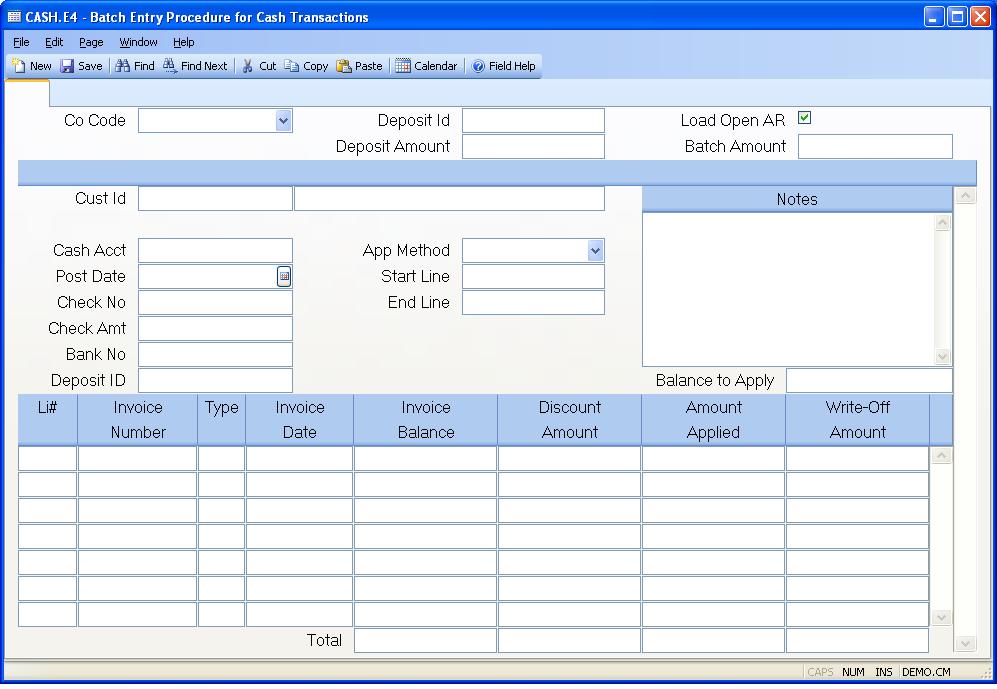 CASH.E4 - Batch Entry Procedure for Cash Transactions
File Edit Page Window Help
New Save Find Find Next Cut Copy Paste Calendar Field Help
Co Code Deposit Id Load Open AR
Deposit Amount Batch Amount
Cust Id Notes
Cash Acct App Method
Post Date Start Line
Check No End Line
Check Amt
Bank No
Deposit ID Balance to Apply
Li# Invoice Type Invoice Invoice Discount Amount Write-Off
Number Date Balance Amount Applied Amount
Total
CAPS NUM INS DEMO.CM